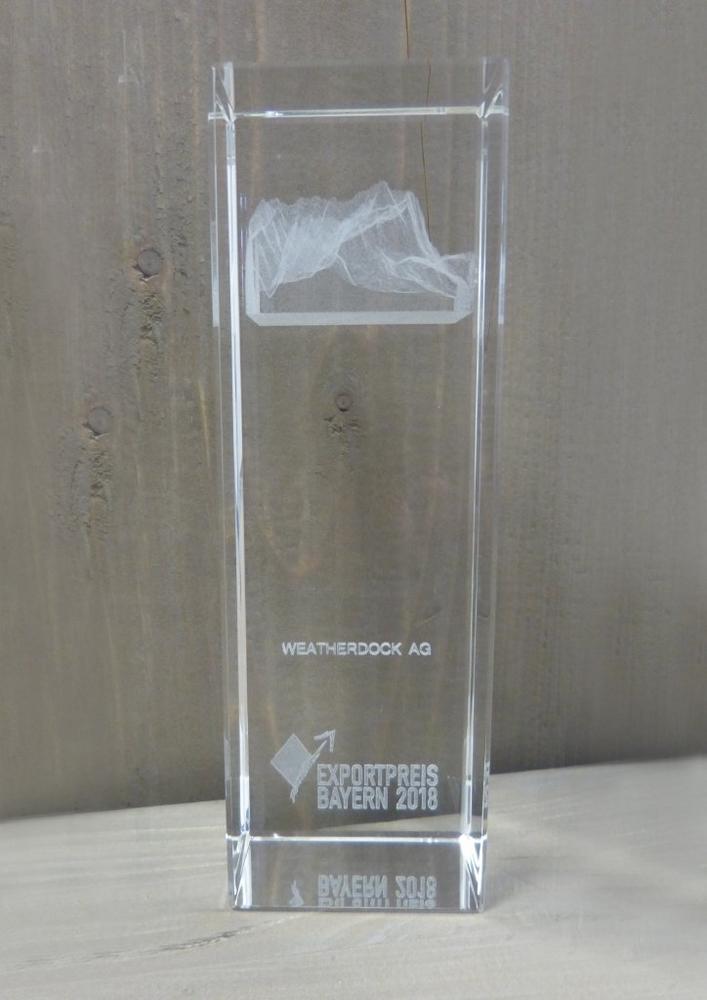 WEATHERDOCK AG
EXPORTPREIS
BAYERN 2018